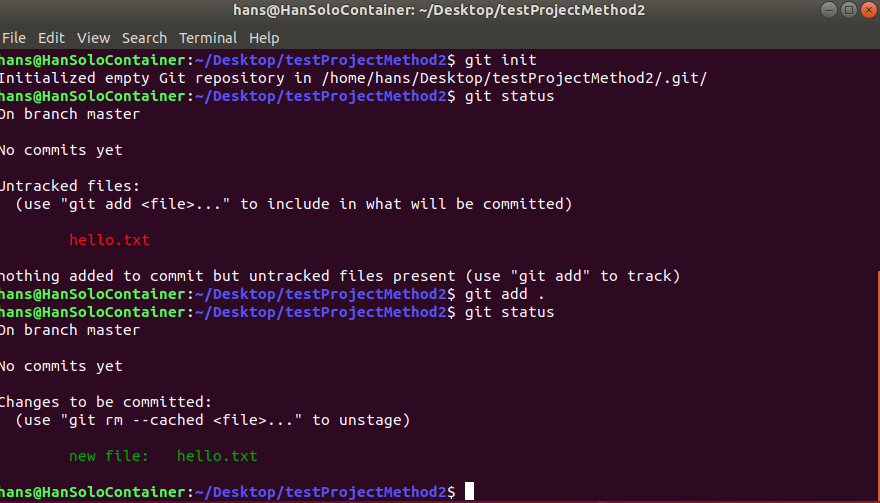 hans@HanSoloContainer: ~/Desktop/testProjectMethod2
File Edit View Search Terminal Help
hans@HanSoloContainer:~/Desktop/testProjectMethod2$ git init
Initialized empty Git repository in /home/hans/Desktop/testProjectMethod2/.git/
hans@HanSoloContainer:~/Desktop/testProjectMethod2$ git status
On branch master
No commits yet
Untracked files:
(use "git add <file>..." to include in what will be committed)
hello.txt
nothing added to commit but untracked files present (use "git add" to track)
hans@HanSoloContainer:~/Desktop/testProjectMethod2$ git add .
hans@HanSoloContainer:~/Desktop/testProjectMethod2$ git status
On branch master
No commits yet
Changes to be committed:
(use "git rm --cached <file>..." to unstage)
new file:   hello.txt
hans@HanSoloContainer:~/Desktop/testProjectMethod2$